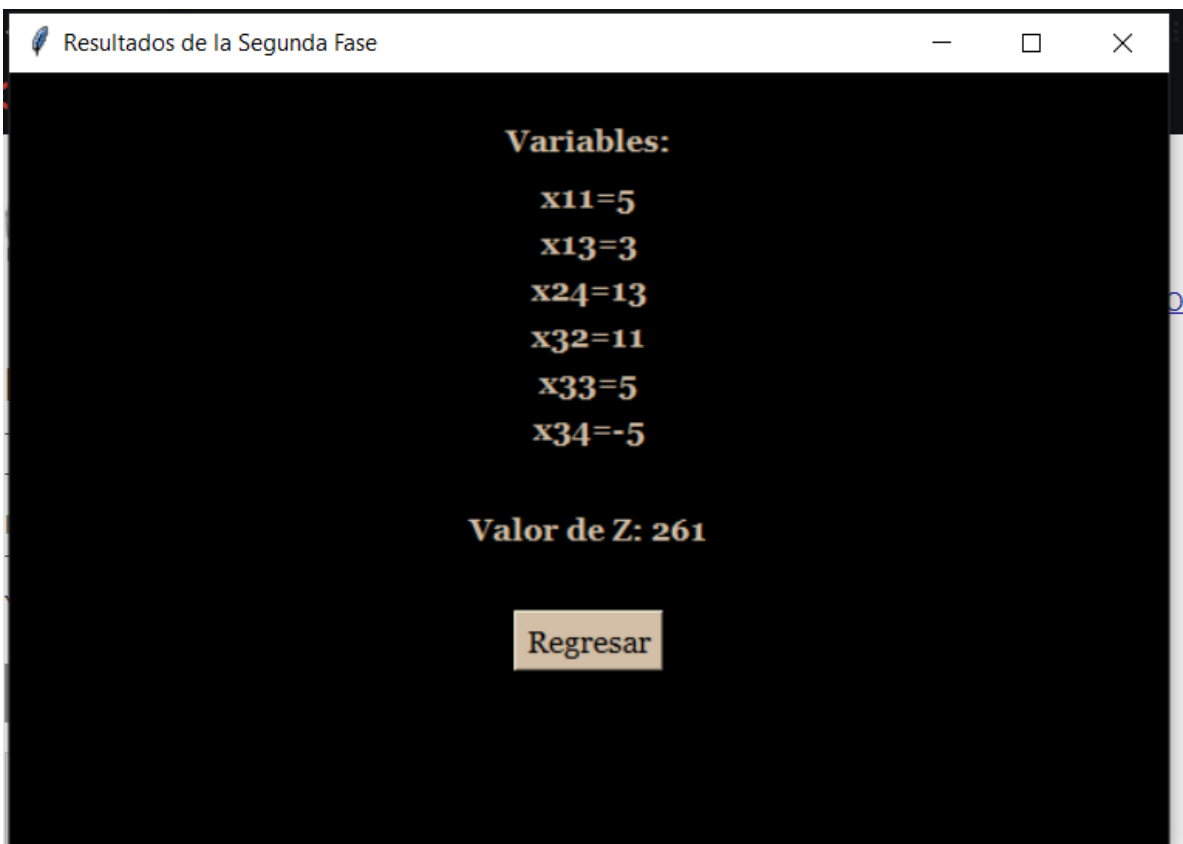 Resultados de la Segunda Fase
Variables:
x11=5
x13=3
x24=13
x32=11
x33=5
x34=-5
Valor de Z: 261
Regresar